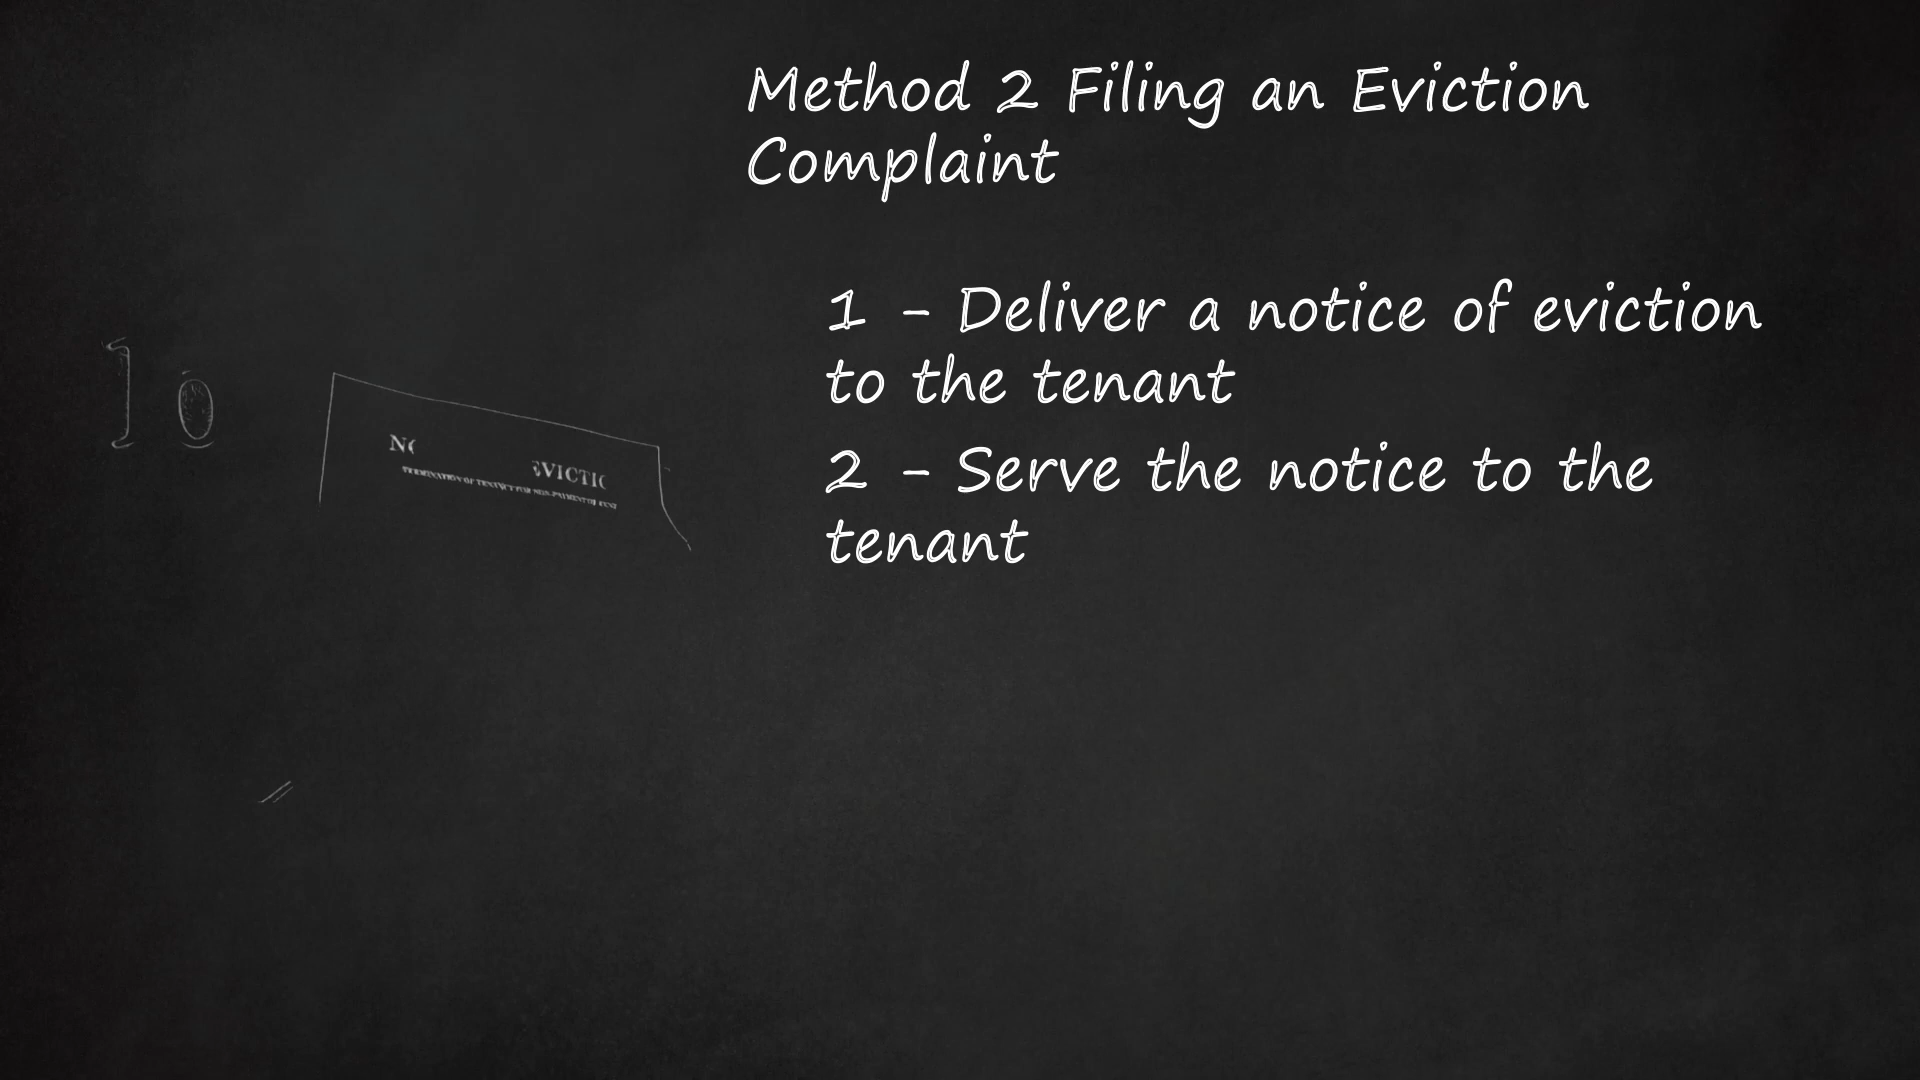 Method 2 Filing an Eviction
Complaint
1 - Deliver a notice of eviction
to the tenant
2 - Serve the notice to the
tenant